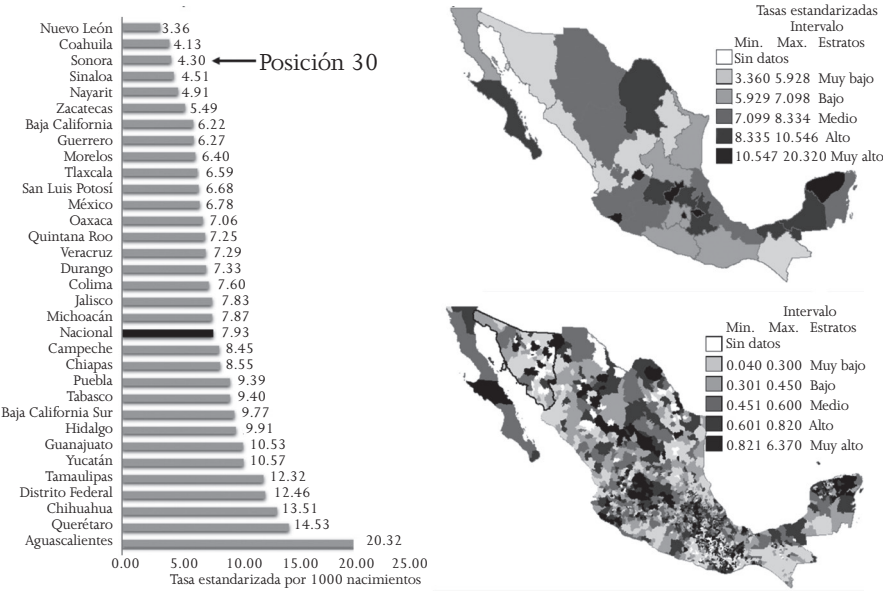 Nuevo León 3.36
Coahuila 4.13
Sonora 4.30 Posición 30
Sinaloa 4.51
Nayarit 4.91
Zacatecas 5.49
Baja California 6.22
Guerrero 6.27
Morelos 6.40
Tlaxcala 6.59
San Luis Potosí 6.68
México 6.78
Oaxaca 7.06
Quintana Roo 7.25
Veracruz 7.29
Durango 7.33
Colima 7.60
Jalisco 7.83
Michoacán 7.87
Nacional 7.93
Campeche 8.45
Chiapas 8.55
Puebla 9.39
Tabasco 9.40
Baja California Sur 9.77
Hidalgo 9.91
Guanajuato 10.53
Yucatán 10.57
Tamaulipas 12.32
Distrito Federal 12.46
Chihuahua 13.51
Querétaro 14.53
Aguascalientes 20.32
0.00 5.00 10.00 15.00 20.00 25.00
Tasa estandarizada por 1000 nacimientos
Tasas estandarizadas
Intervalo
Min. Max. Estratos
Sin datos
3.360 5.928 Muy bajo
5.929 7.098 Bajo
7.099 8.334 Medio
8.335 10.546 Alto
10.547 20.320 Muy alto
Intervalo
Min. Max. Estratos
Sin datos
0.040 0.300 Muy bajo
0.301 0.450 Bajo
0.451 0.600 Medio
0.601 0.820 Alto
0.821 6.370 Muy alto